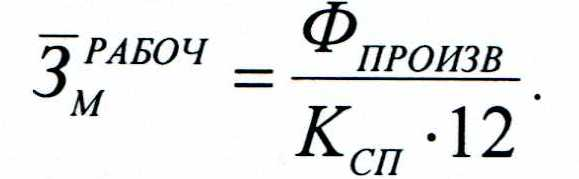 З̅_М^РАБОЧ = Ф_ПРОИЗВ / (К_СП · 12).